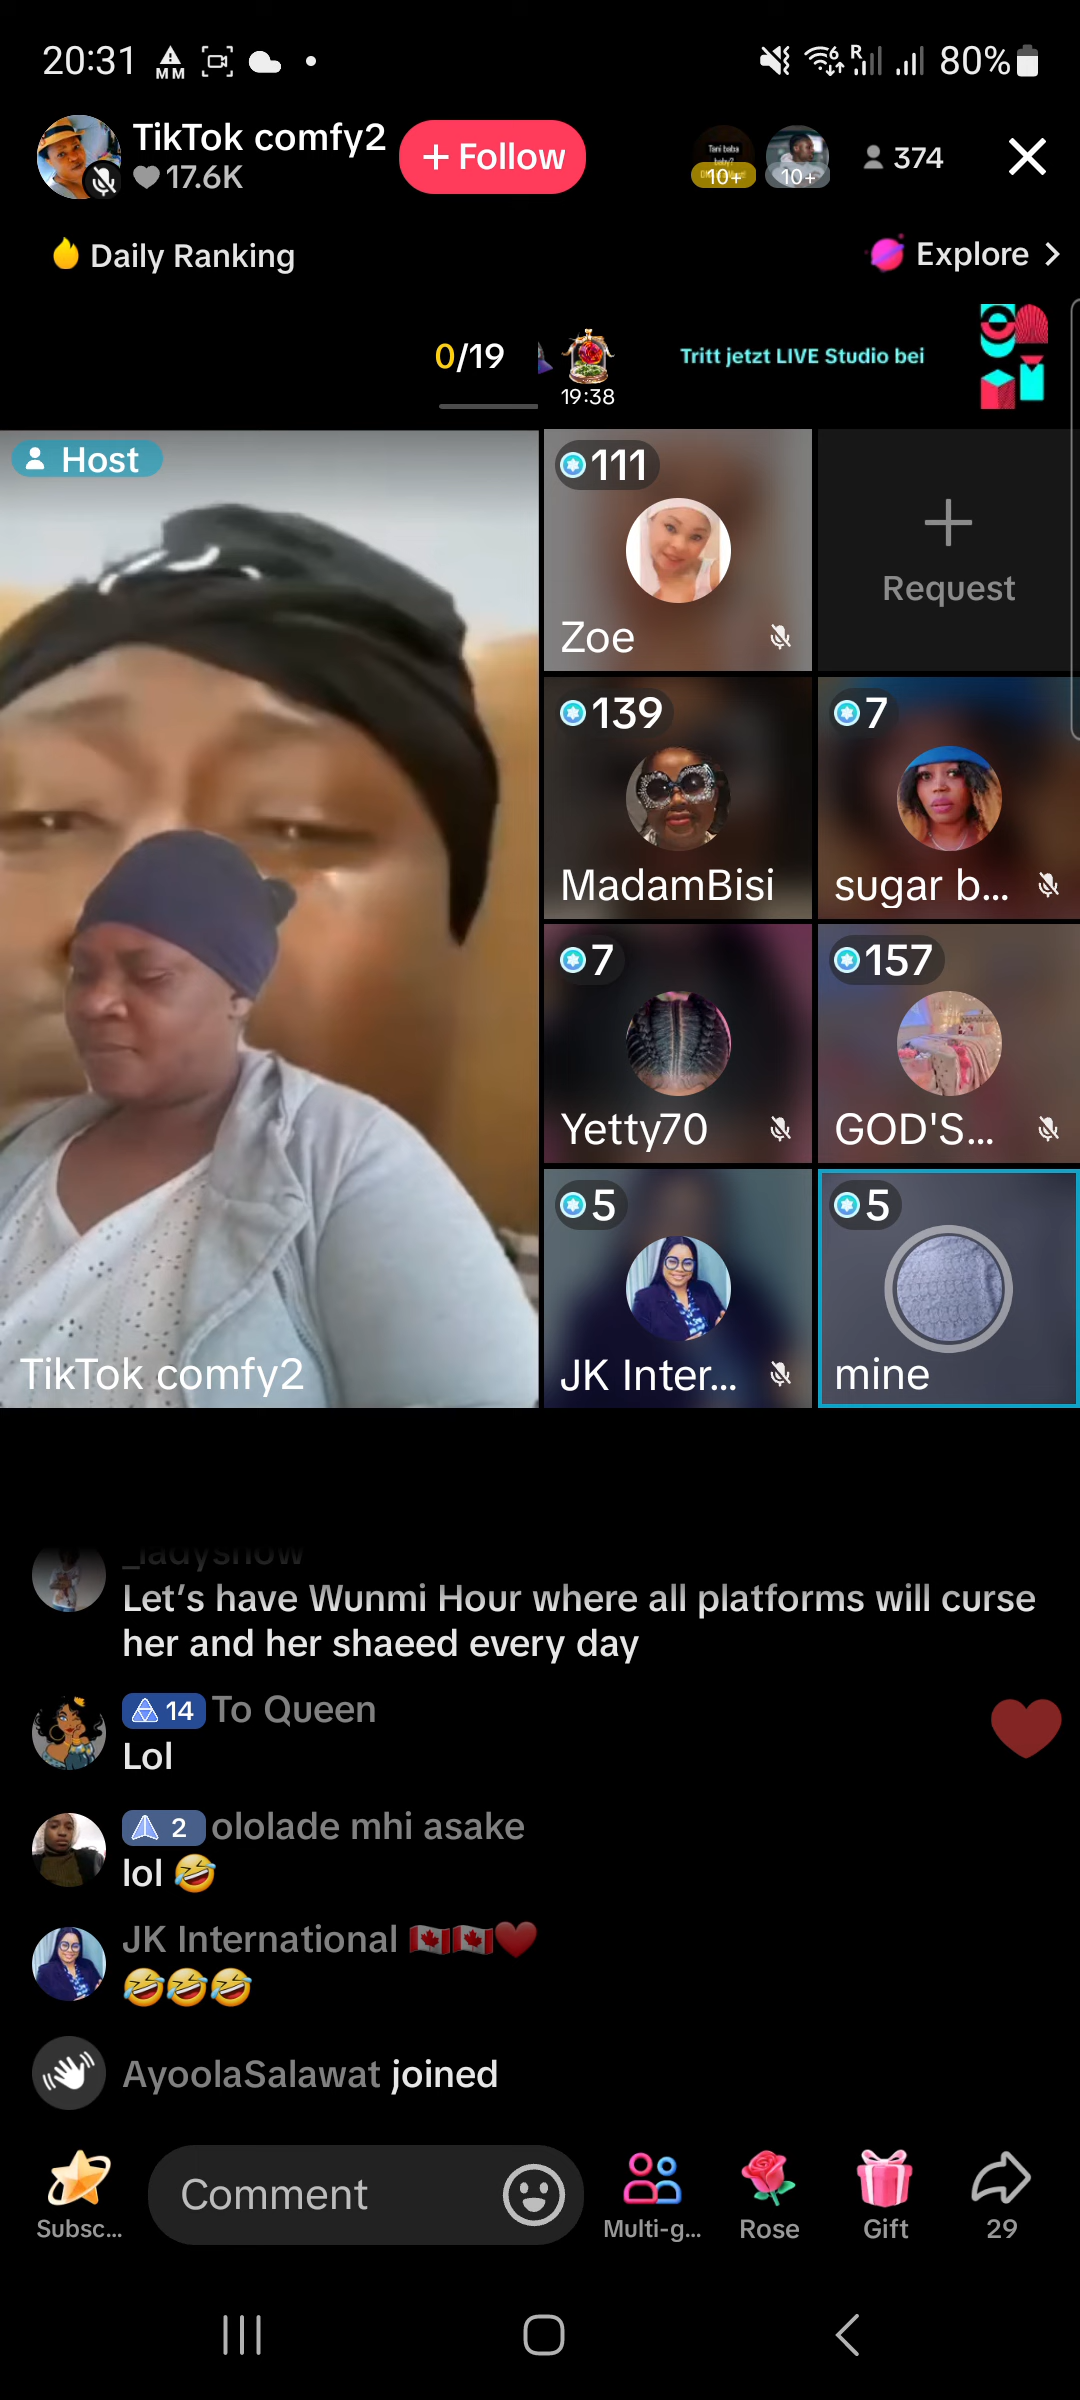 20:31
MM
R
80%
TikTok comfy2
17.6K
+ Follow
10+
10+
374
Daily Ranking
Explore >
0/19
19:38
Tritt jetzt LIVE Studio bei
Host
111
Zoe
Request
139
MadamBisi
7
sugar b...
7
Yetty70
157
GOD'S...
5
JK Inter...
5
mine
TikTok comfy2
_ladyshow
Let’s have Wunmi Hour where all platforms will curse
her and her shaeed every day
14 To Queen
Lol
2 ololade mhi asake
lol 🤣
JK International 🇨🇦🇨🇦❤️
🤣🤣🤣
AyoolaSalawat joined
Subsc...
Comment
Multi-g...
Rose
Gift
29